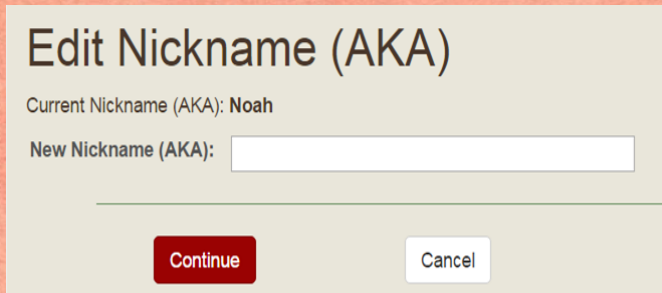 Edit Nickname (AKA)
Current Nickname (AKA): Noah
New Nickname (AKA):
Continue
Cancel